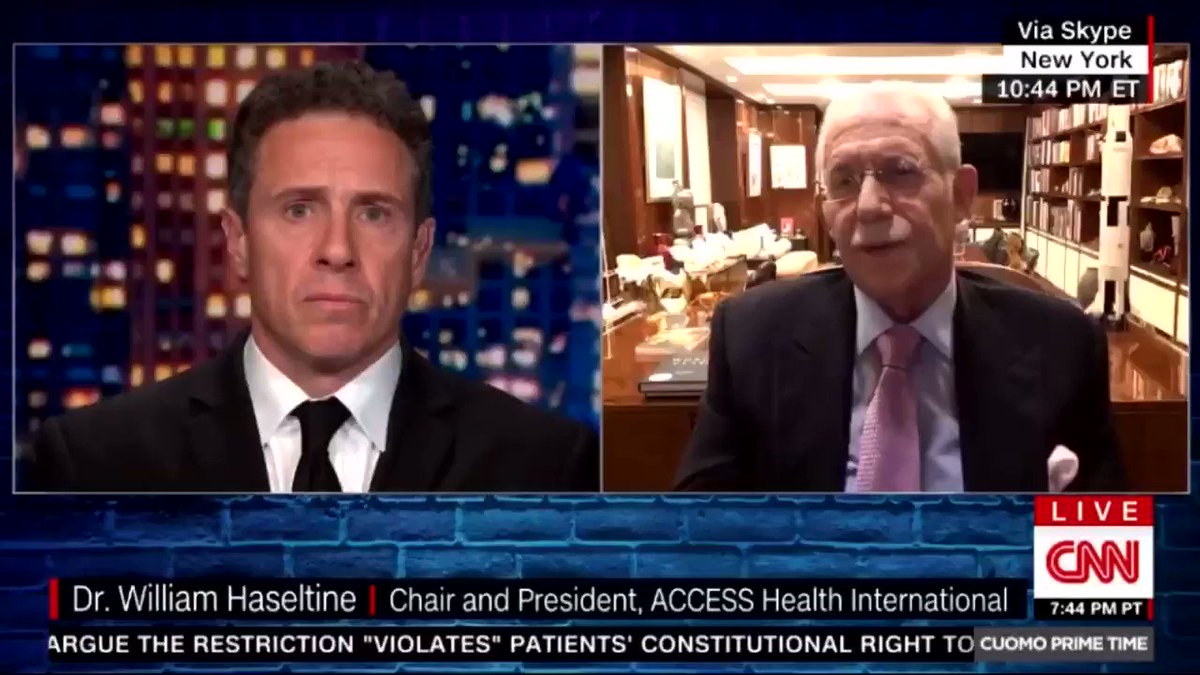 Via Skype
New York
10:44 PM ET
LIVE
CNN
7:44 PM PT
Dr. William Haseltine
Chair and President, ACCESS Health International
ARGUE THE RESTRICTION "VIOLATES" PATIENTS' CONSTITUTIONAL RIGHT TO
CUOMO PRIME TIME